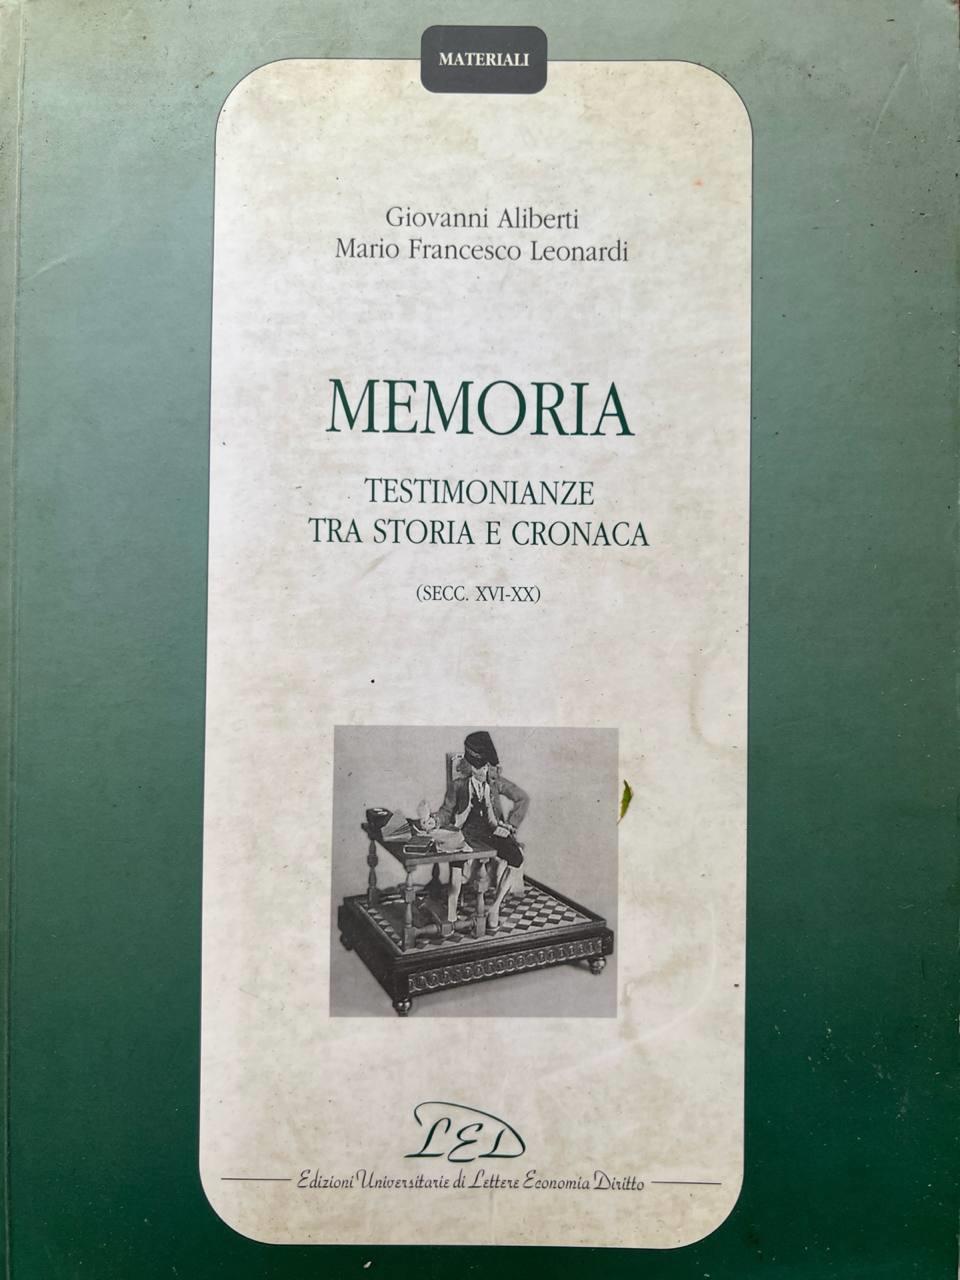 MATERIALI
Giovanni Aliberti
Mario Francesco Leonardi
MEMORIA
TESTIMONIANZE
TRA STORIA E CRONACA
(SECC. XVI-XX)
LED
Edizioni Universitarie di Lettere Economia Diritto